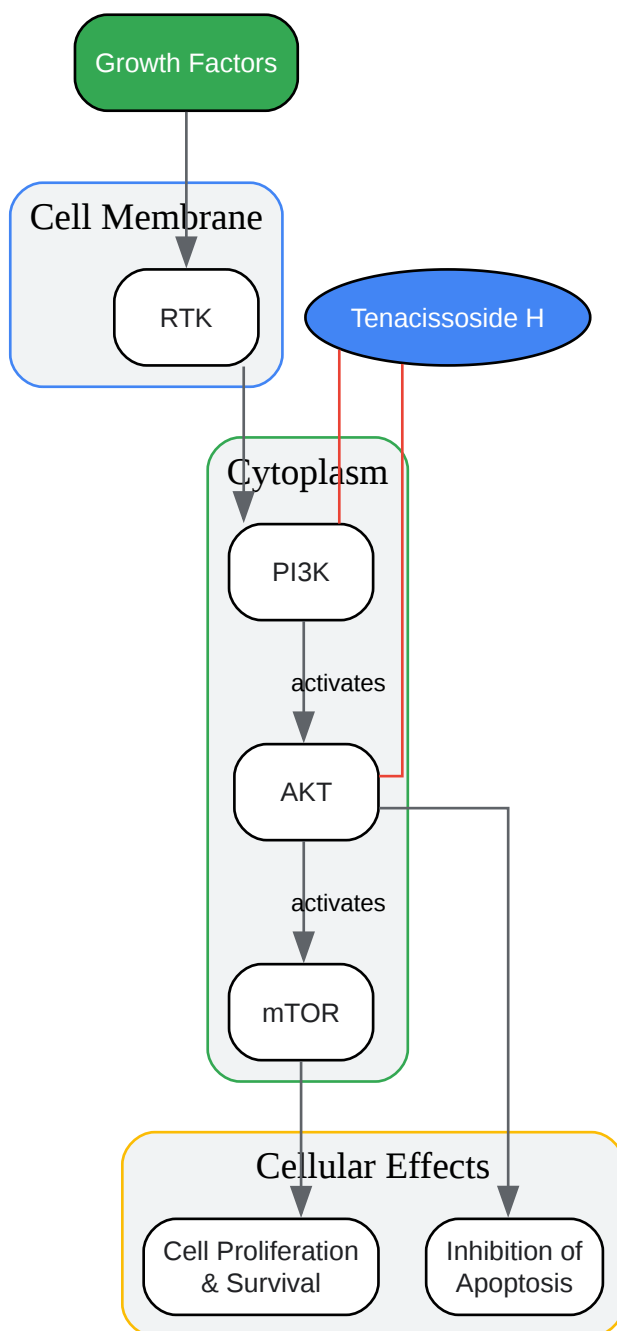 Growth Factors
Cell Membrane
RTK
Tenacissoside H
Cytoplasm
PI3K
activates
AKT
activates
mTOR
Cellular Effects
Cell Proliferation
& Survival
Inhibition of
Apoptosis